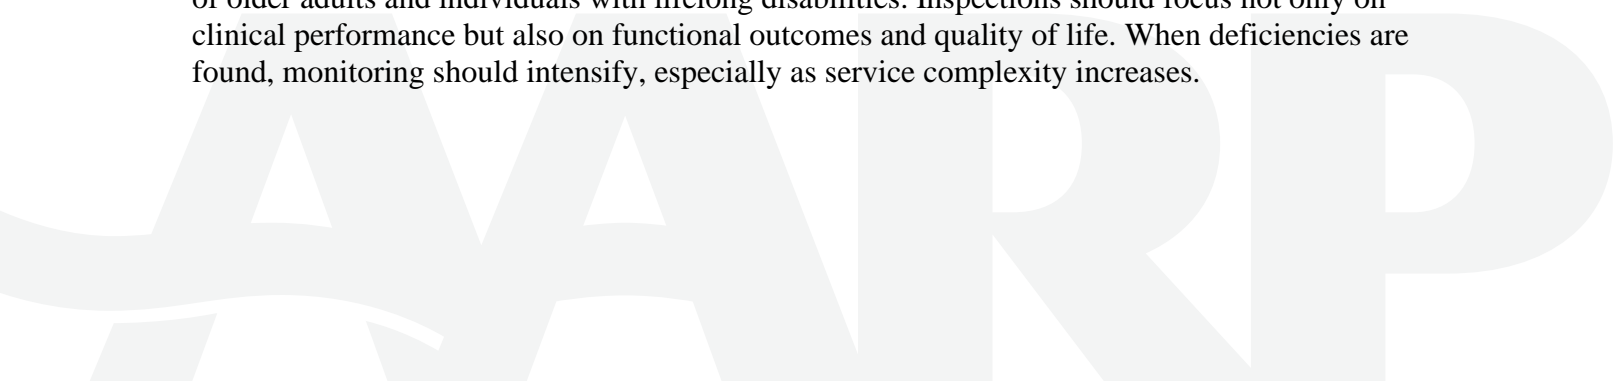 of older adults and individuals with lifelong disabilities. Inspections should focus not only on
clinical performance but also on functional outcomes and quality of life. When deficiencies are
found, monitoring should intensify, especially as service complexity increases.
AARP